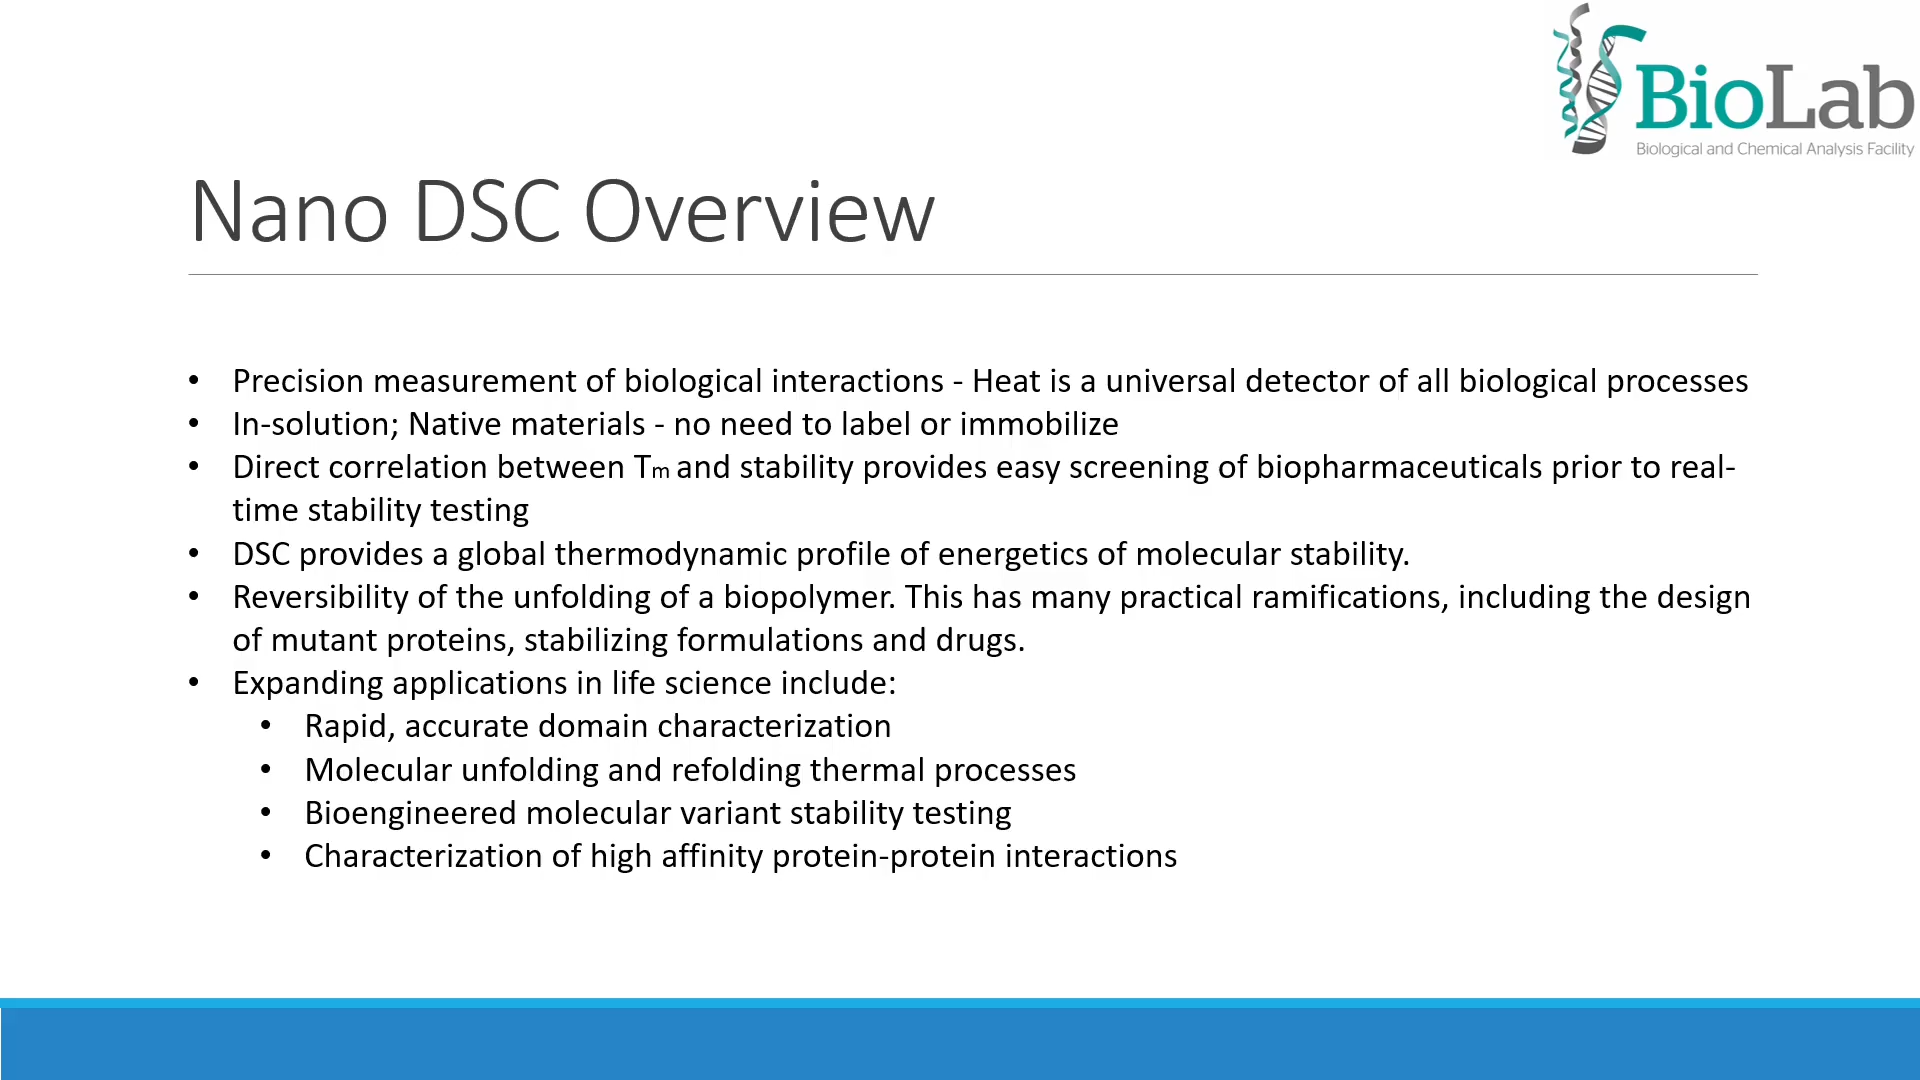 BioLab
Biological and Chemical Analysis Facility
Nano DSC Overview
• Precision measurement of biological interactions - Heat is a universal detector of all biological processes
• In-solution; Native materials - no need to label or immobilize
• Direct correlation between Tm and stability provides easy screening of biopharmaceuticals prior to real-
time stability testing
• DSC provides a global thermodynamic profile of energetics of molecular stability.
• Reversibility of the unfolding of a biopolymer. This has many practical ramifications, including the design
of mutant proteins, stabilizing formulations and drugs.
• Expanding applications in life science include:
• Rapid, accurate domain characterization
• Molecular unfolding and refolding thermal processes
• Bioengineered molecular variant stability testing
• Characterization of high affinity protein-protein interactions